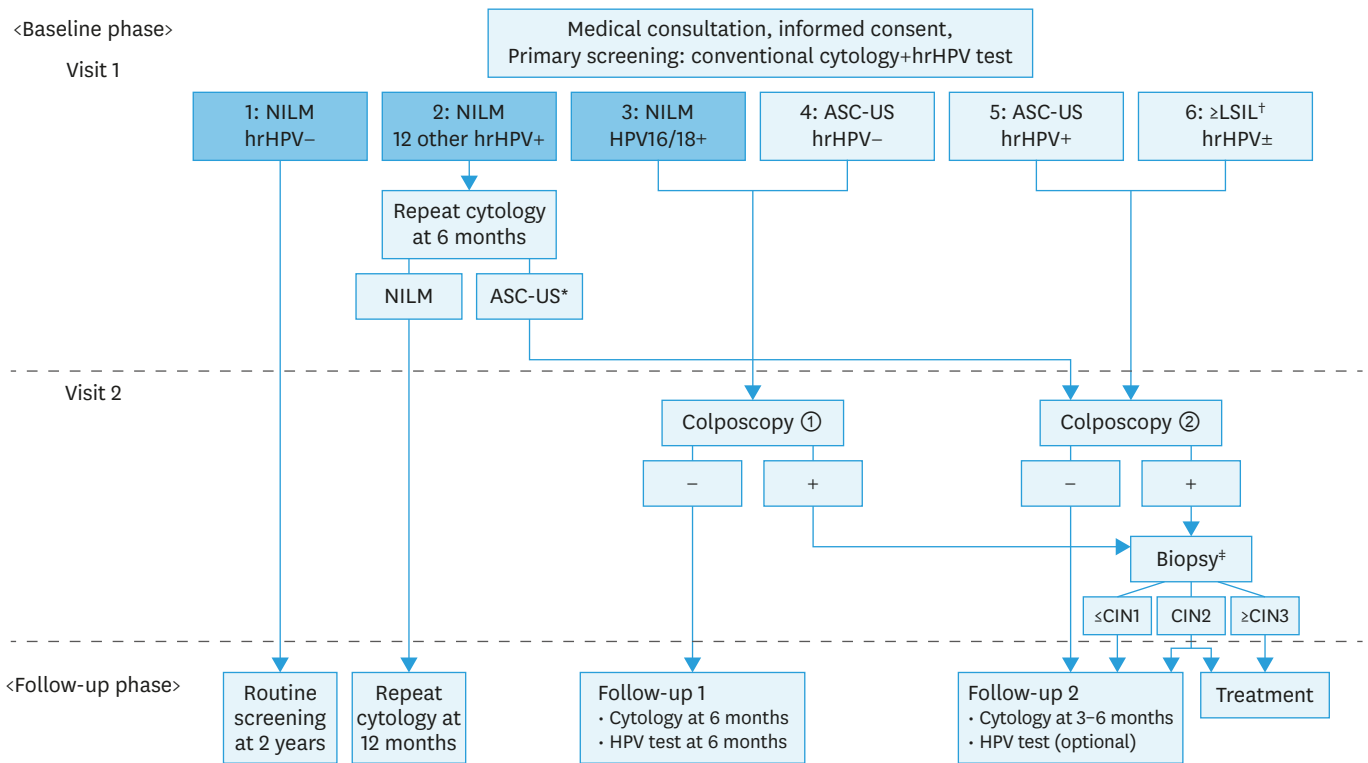 <Baseline phase>
Medical consultation, informed consent,
Primary screening: conventional cytology+hrHPV test
Visit 1
1: NILM
hrHPV–
2: NILM
12 other hrHPV+
3: NILM
HPV16/18+
4: ASC-US
hrHPV–
5: ASC-US
hrHPV+
6: ≥LSIL†
hrHPV±
Repeat cytology
at 6 months
NILM
ASC-US*
Visit 2
Colposcopy ①
Colposcopy ②
–
+
–
+
Biopsy‡
≤CIN1
CIN2
≥CIN3
<Follow-up phase>
Routine
screening
at 2 years
Repeat
cytology at
12 months
Follow-up 1
· Cytology at 6 months
· HPV test at 6 months
Follow-up 2
· Cytology at 3–6 months
· HPV test (optional)
Treatment